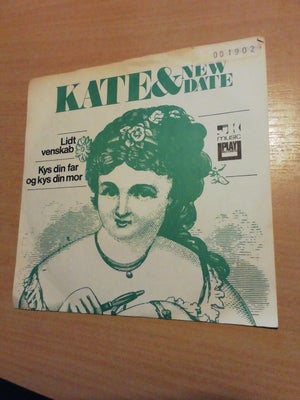 001902
KATE & NEW DATE
Lidt
venskab
Kys din far
og kys din mor
music
PLAY